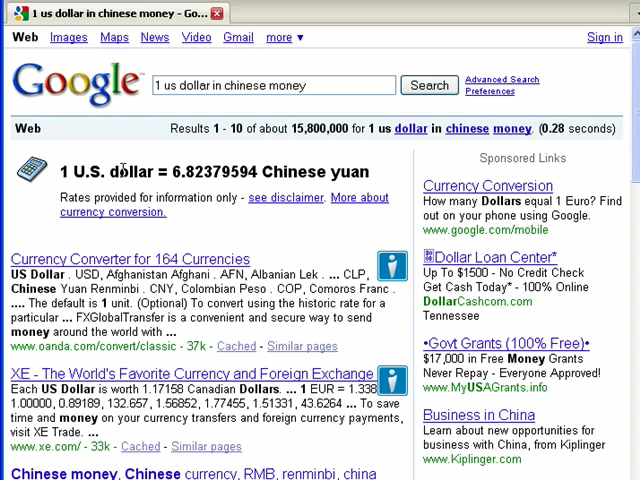 1 us dollar in chinese money - Go...
Web Images Maps News Video Gmail more ▼ Sign in
Google™ 1 us dollar in chinese money Search Advanced Search
Preferences
Web Results 1 - 10 of about 15,800,000 for 1 us dollar in chinese money. (0.28 seconds)
1 U.S. dollar = 6.82379594 Chinese yuan
Rates provided for information only - see disclaimer. More about
currency conversion.
Currency Converter for 164 Currencies
US Dollar . USD, Afghanistan Afghani . AFN, Albanian Lek . ... CLP,
Chinese Yuan Renminbi . CNY, Colombian Peso . COP, Comoros Franc .
.... The default is 1 unit. (Optional) To convert using the historic rate for a
particular ... FXGlobalTransfer is a convenient and secure way to send
money around the world with ...
www.oanda.com/convert/classic - 37k - Cached - Similar pages
XE - The World's Favorite Currency and Foreign Exchange
Each US Dollar is worth 1.17158 Canadian Dollars. ... 1 EUR = 1.338
1.00000, 0.89189, 132.657, 1.56852, 1.77455, 1.51331, 43.6264 ... To save
time and money on your currency transfers and foreign currency payments,
visit XE Trade. ...
www.xe.com/ - 33k - Cached - Similar pages
Chinese money, Chinese currency, RMB, renminbi, china
Sponsored Links
Currency Conversion
How many Dollars equal 1 Euro? Find
out on your phone using Google.
www.google.com/mobile
Dollar Loan Center*
Up To $1500 - No Credit Check
Get Cash Today* - 100% Online
DollarCashcom.com
Tennessee
•Govt Grants (100% Free)•
$17,000 in Free Money Grants
Never Repay - Everyone Approved!
www.MyUSAGrants.info
Business in China
Learn about new opportunities for
business with China, from Kiplinger
www.Kiplinger.com